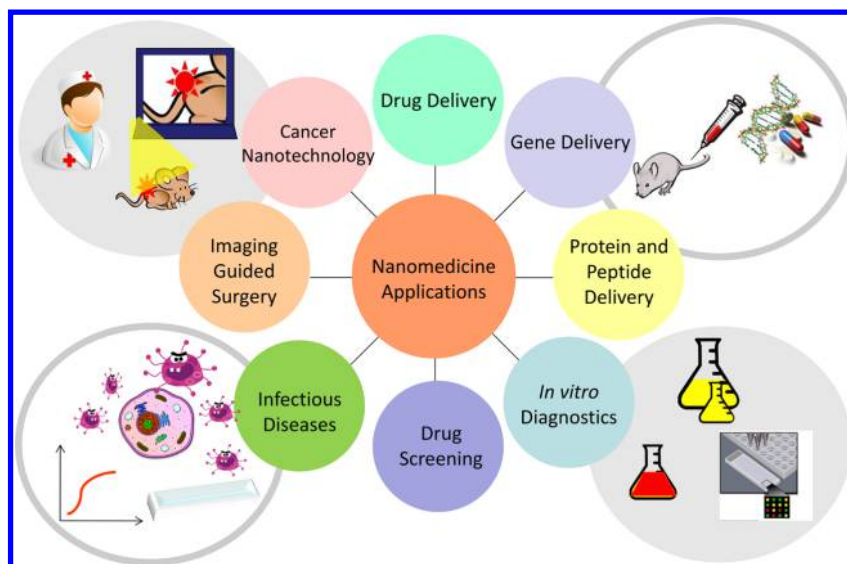 Drug Delivery
Gene Delivery
Protein and
Peptide
Delivery
In vitro
Diagnostics
Drug
Screening
Infectious
Diseases
Imaging
Guided
Surgery
Cancer
Nanotechnology
Nanomedicine
Applications